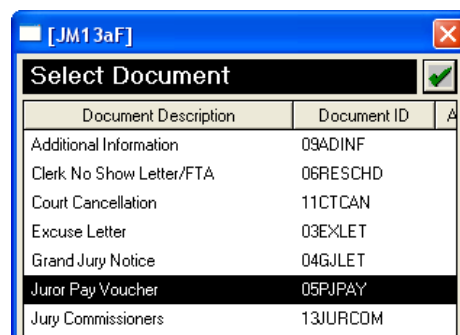 [JM13aF]
Select Document
Document Description Document ID A
Additional Information 09ADINF
Clerk No Show Letter/FTA 06RESCHD
Court Cancellation 11CTCAN
Excuse Letter 03EXLET
Grand Jury Notice 04GJLET
Juror Pay Voucher 05PJPAY
Jury Commissioners 13JURCOM